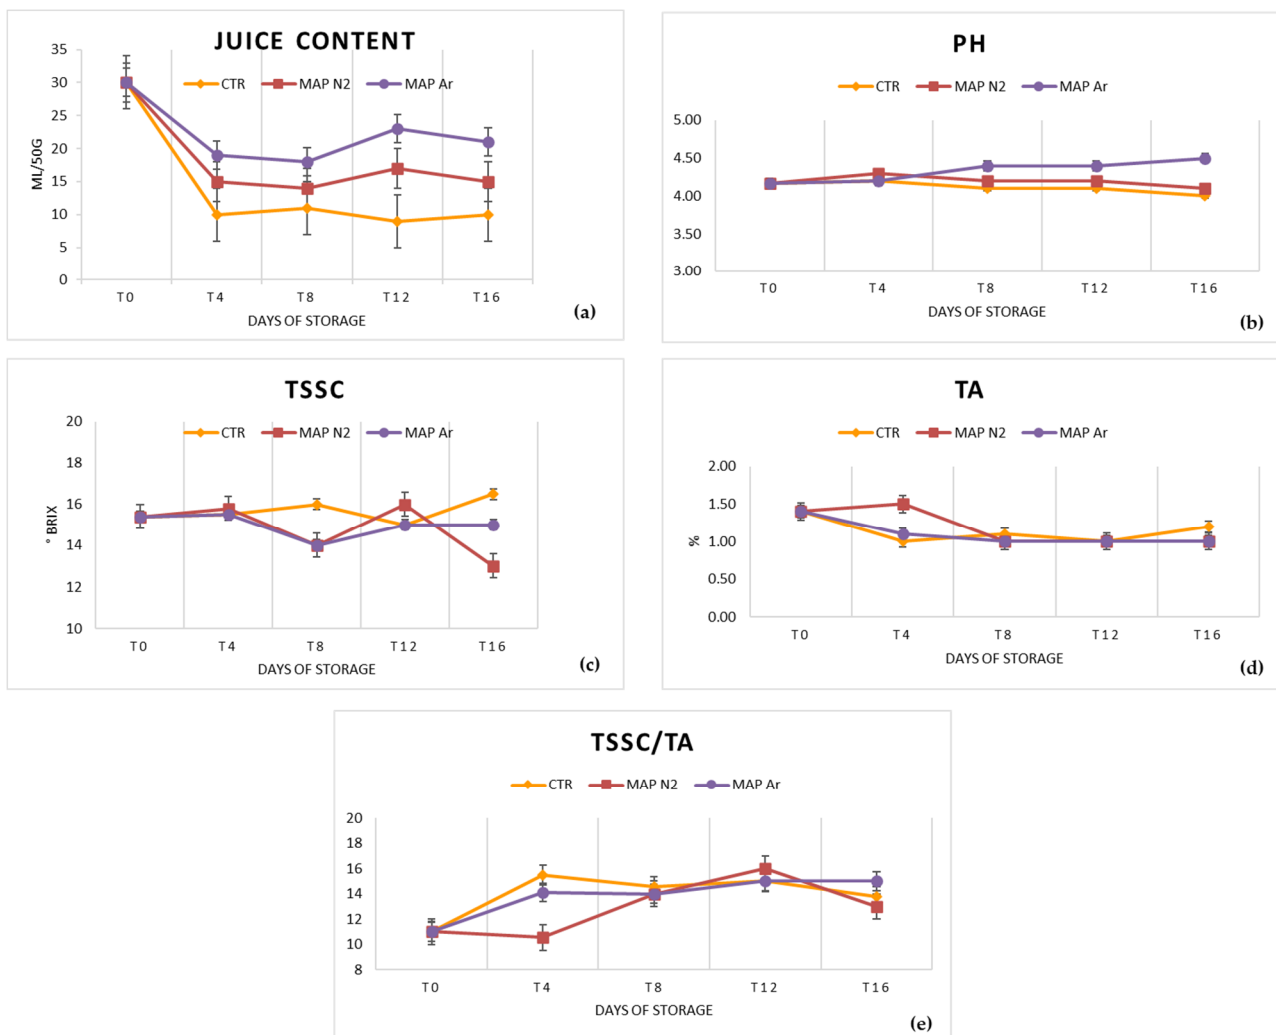 JUICE CONTENT
CTR MAP N2 MAP Ar
35
30
25
20
15
10
5
0
ML/50G
T0 T4 T8 T12 T16
DAYS OF STORAGE
(a)
PH
CTR MAP N2 MAP Ar
5.00
4.50
4.00
3.50
3.00
T0 T4 T8 T12 T16
DAYS OF STORAGE
(b)
TSSC
CTR MAP N2 MAP Ar
20
18
16
14
12
10
° BRIX
T0 T4 T8 T12 T16
DAYS OF STORAGE
(c)
TA
CTR MAP N2 MAP Ar
2.00
1.50
1.00
0.50
0.00
%
T0 T4 T8 T12 T16
DAYS OF STORAGE
(d)
TSSC/TA
CTR MAP N2 MAP Ar
20
18
16
14
12
10
8
T0 T4 T8 T12 T16
DAYS OF STORAGE
(e)